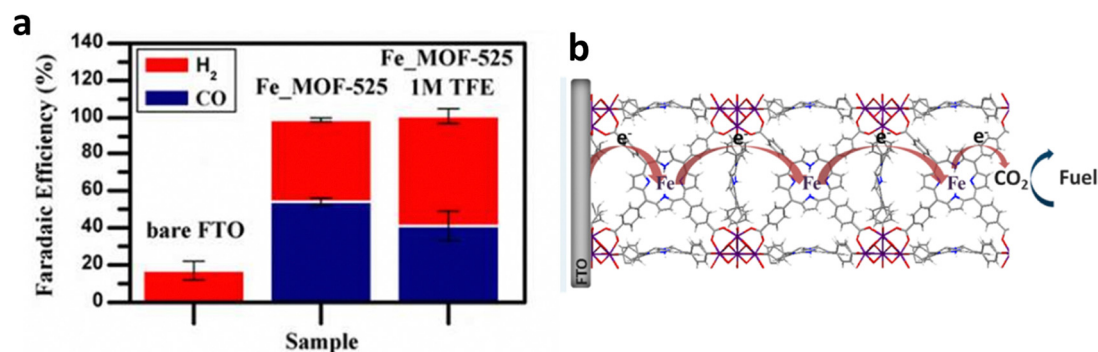 a
Faradaic Efficiency (%)
140
120
100
80
60
40
20
0
H₂
CO
bare FTO
Fe_MOF-525
Fe_MOF-525
1M TFE
Sample
b
FTO
e⁻
e⁻
e⁻
e⁻
Fe
Fe
Fe
CO₂
Fuel